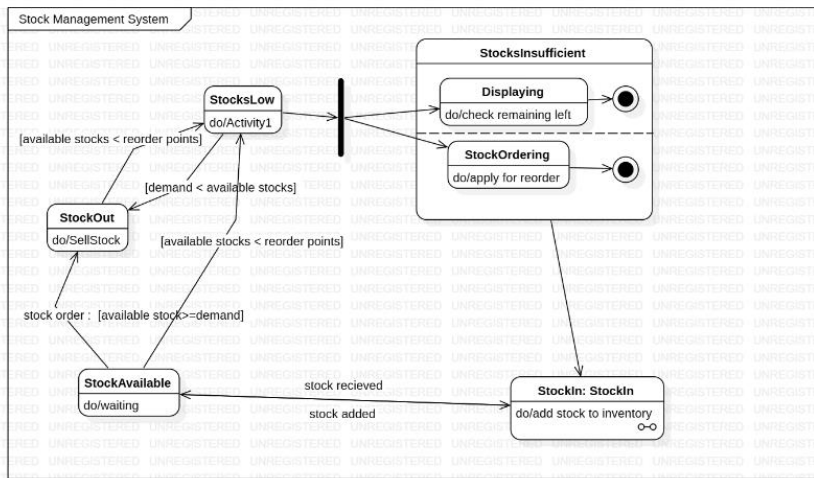 Stock Management System
StocksInsufficient
StocksLow
do/Activity1
Displaying
do/check remaining left
[available stocks < reorder points]
StockOrdering
do/apply for reorder
[demand < available stocks]
StockOut
do/SellStock
[available stocks < reorder points]
stock order : [available stock>=demand]
StockAvailable
do/waiting
stock recieved
stock added
StockIn: StockIn
do/add stock to inventory
UNREGISTERED